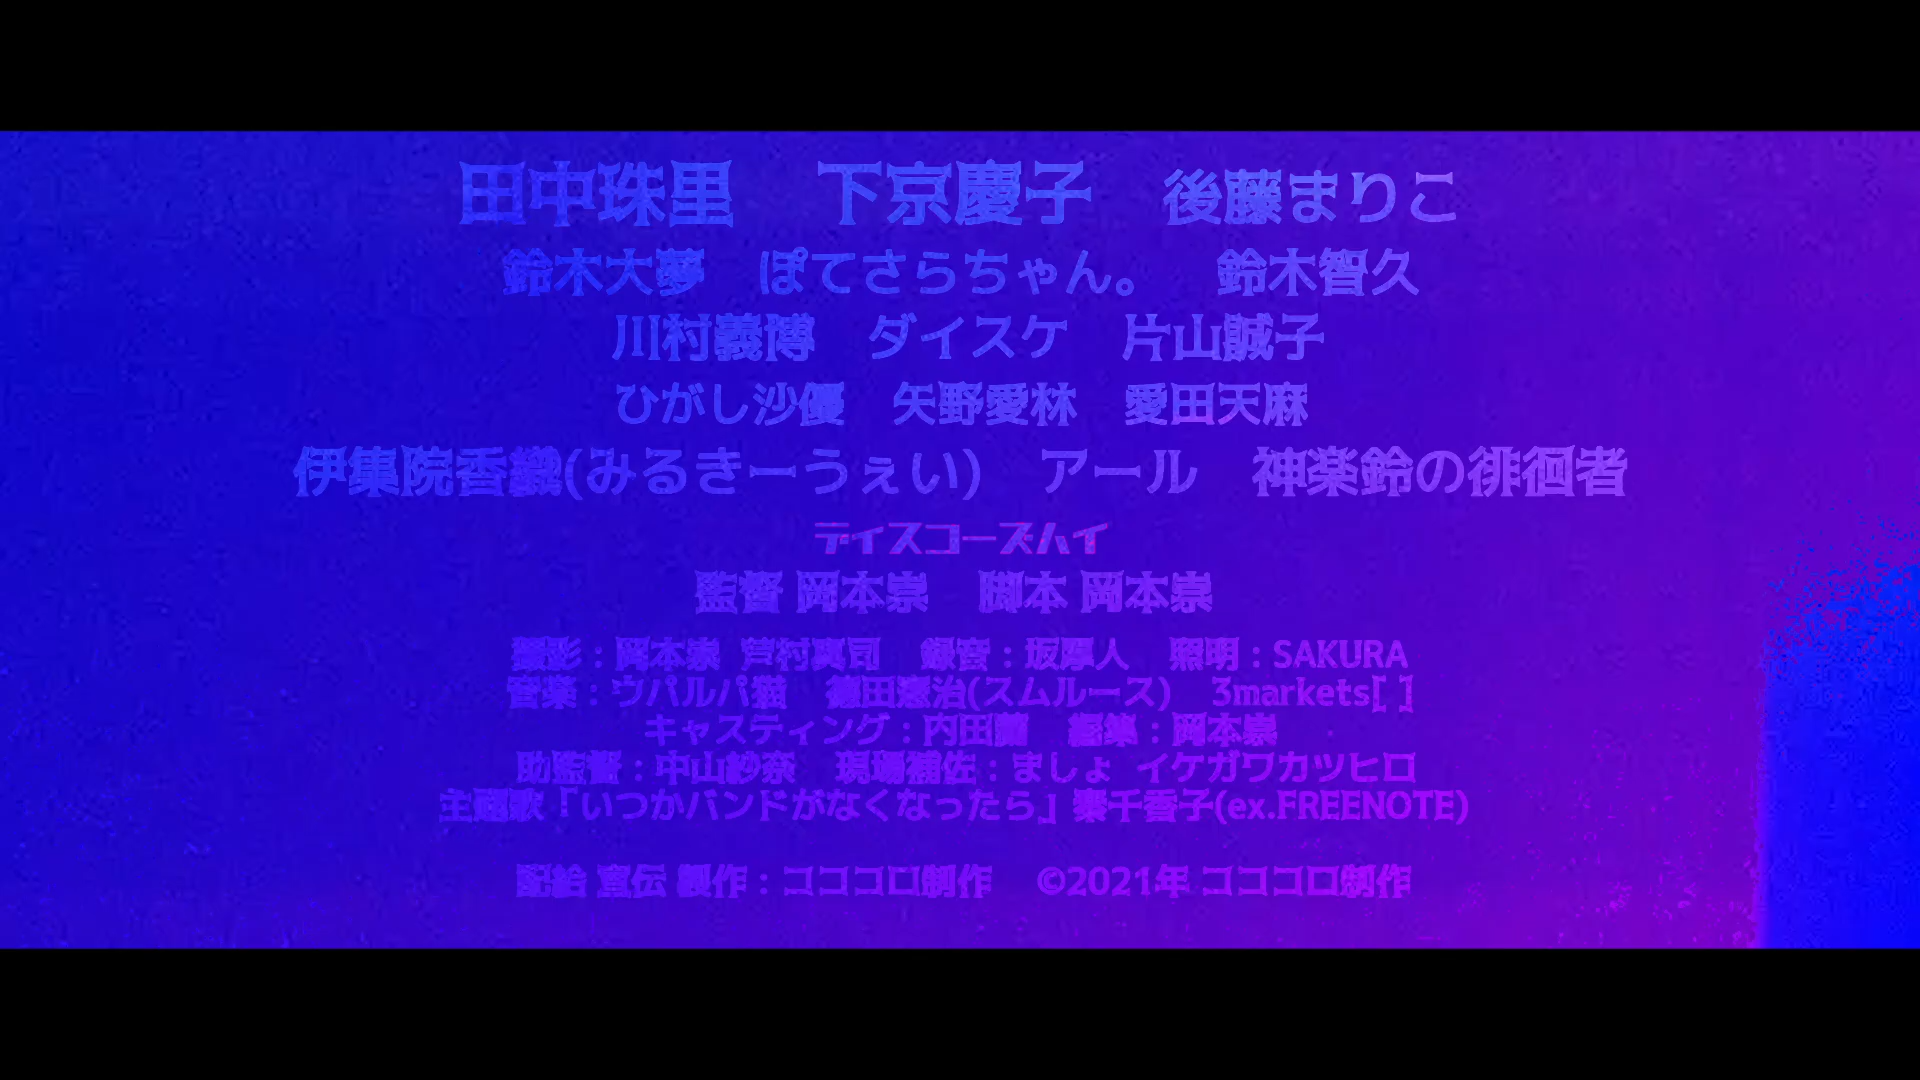 田中珠里　下京慶子　後藤まりこ
鈴木大夢　ぽてさらちゃん。　鈴木智久
川村義博　ダイスケ　片山誠子
ひがし沙優　矢野愛林　愛田天麻
伊集院香織(みるきーうぇい)　アール　神楽鈴の徘徊者
ディスコーズハイ
監督 岡本崇　脚本 岡本崇
撮影：岡本崇 芦村真司　録音：坂厚人　照明：SAKURA
音楽：ウパルパ猫　徳田憲治(スムルース)　3markets[ ]
キャスティング：内田蘭　編集：岡本崇
助監督：中山紗奈　現場補佐：ましょ イケガワカツヒロ
主題歌『いつかバンドがなくなったら』秦千香子(ex.FREENOTE)
配給 宣伝 製作：コココロ制作　©2021年 コココロ制作